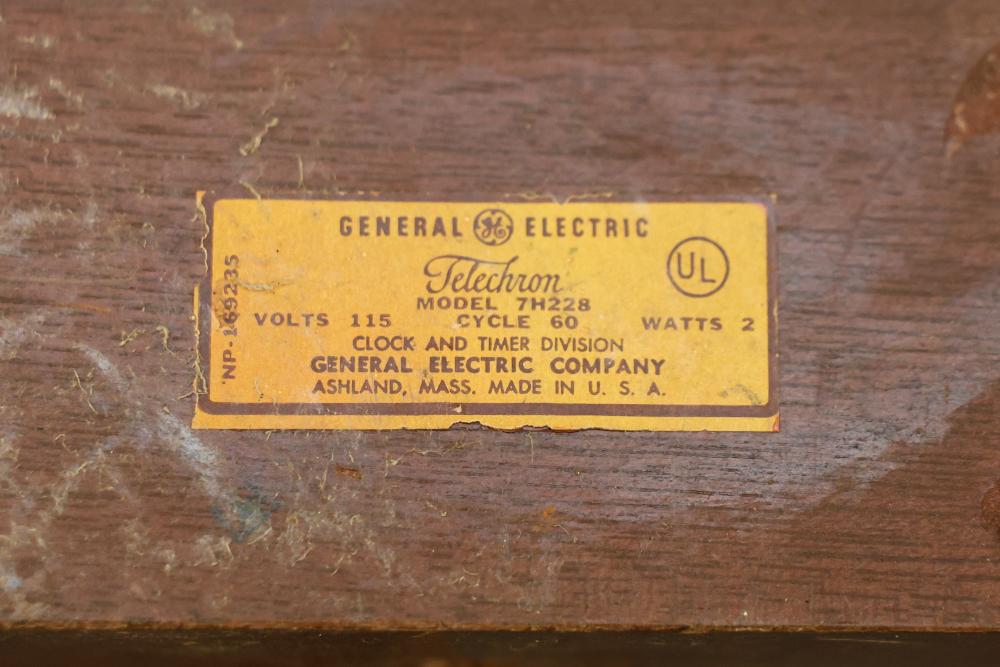 GENERAL GE ELECTRIC
Telechron
UL
MODEL 7H228
VOLTS 115 CYCLE 60 WATTS 2
CLOCK AND TIMER DIVISION
GENERAL ELECTRIC COMPANY
ASHLAND, MASS. MADE IN U. S. A.
NP-169235